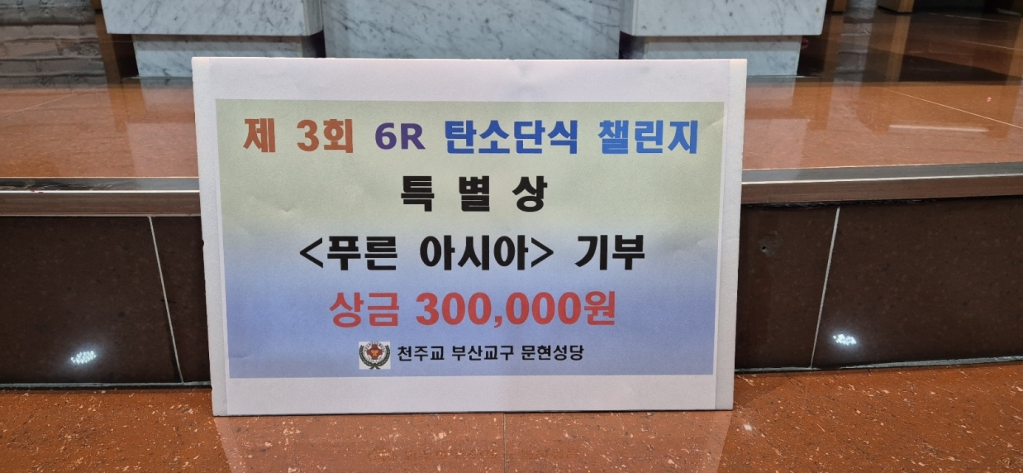 제 3회 6R 탄소단식 챌린지
특별상
<푸른 아시아> 기부
상금 300,000원
천주교 부산교구 문현성당